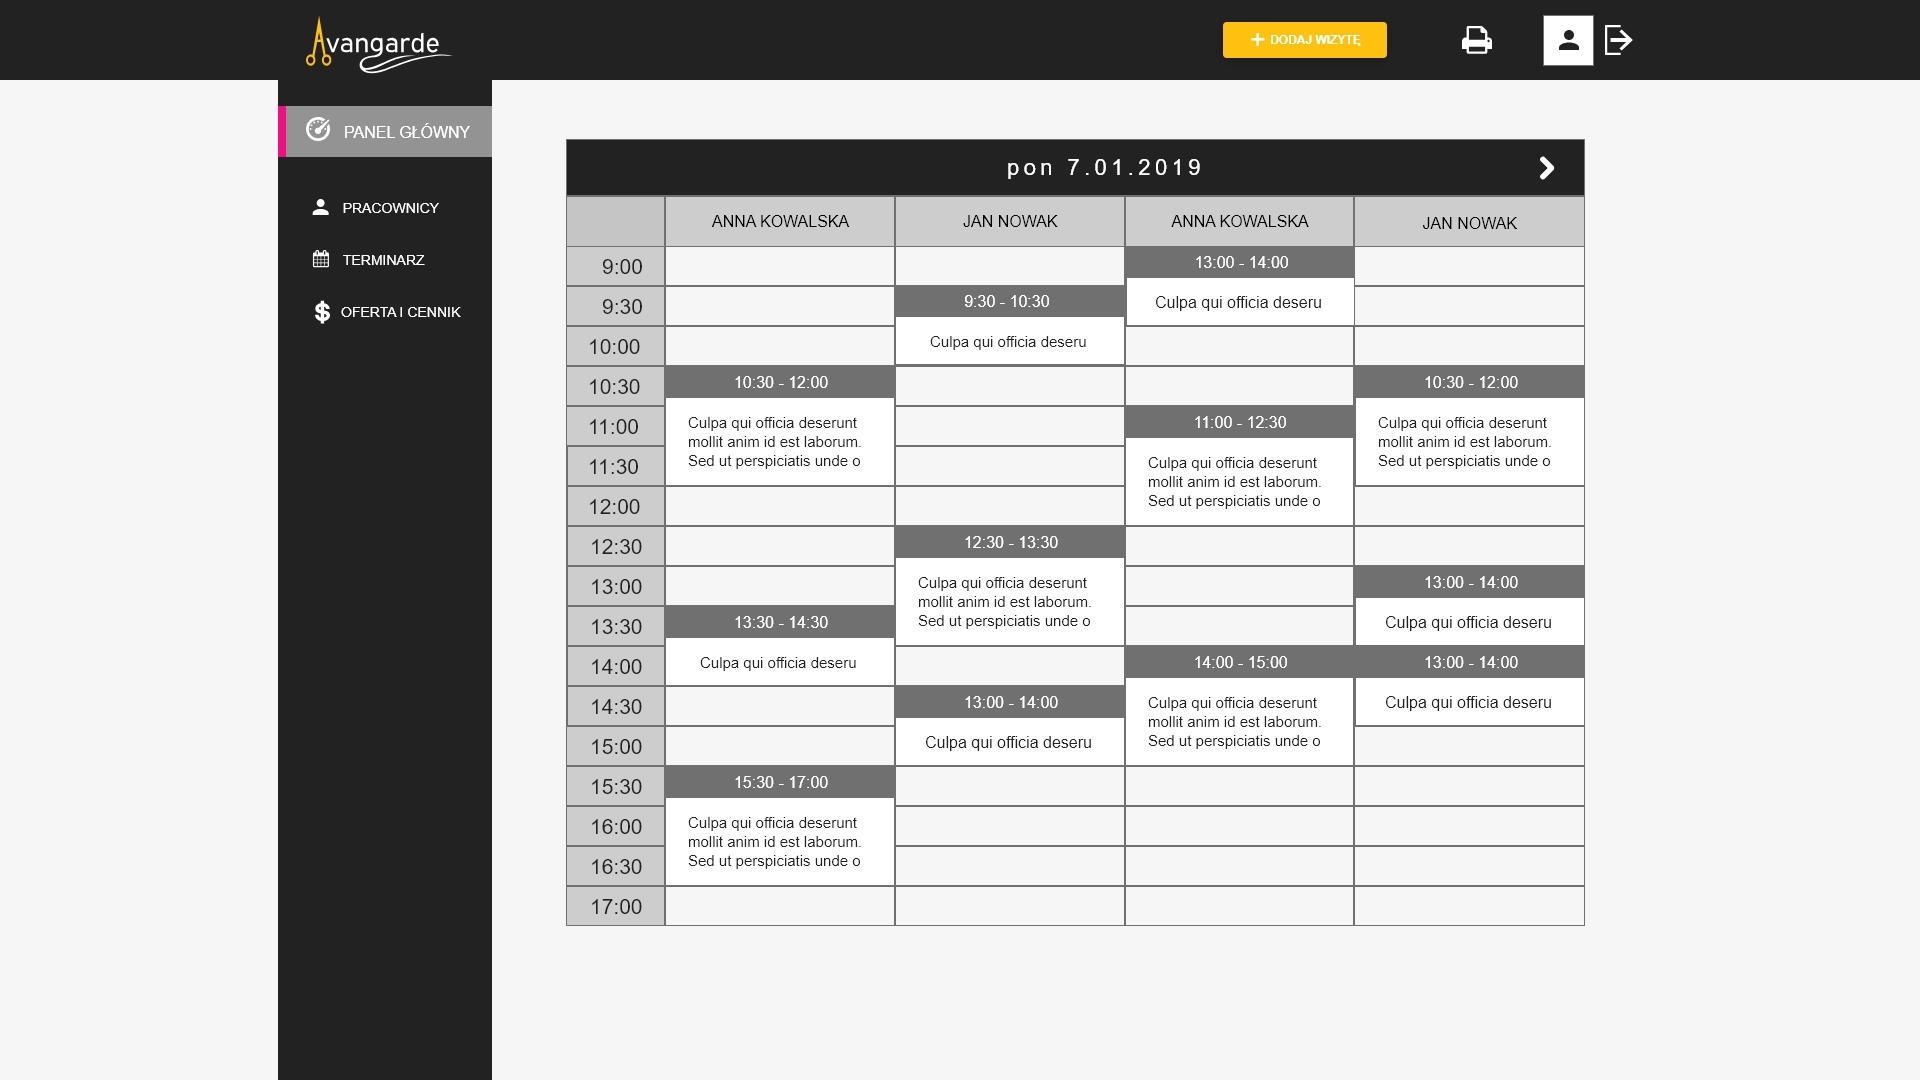 Avangarde
+ DODAJ WIZYTĘ
PANEL GŁÓWNY
PRACOWNICY
TERMINARZ
OFERTA I CENNIK
pon 7.01.2019
ANNA KOWALSKA
JAN NOWAK
ANNA KOWALSKA
JAN NOWAK
9:00
13:00 - 14:00
9:30
9:30 - 10:30
Culpa qui officia deseru
10:00
Culpa qui officia deseru
10:30
10:30 - 12:00
10:30 - 12:00
11:00
Culpa qui officia deserunt
mollit anim id est laborum.
Sed ut perspiciatis unde o
11:00 - 12:30
Culpa qui officia deserunt
mollit anim id est laborum.
Sed ut perspiciatis unde o
11:30
Culpa qui officia deserunt
mollit anim id est laborum.
Sed ut perspiciatis unde o
12:00
12:30
12:30 - 13:30
13:00
Culpa qui officia deserunt
mollit anim id est laborum.
Sed ut perspiciatis unde o
13:00 - 14:00
13:30
13:30 - 14:30
Culpa qui officia deseru
14:00
Culpa qui officia deseru
14:00 - 15:00
13:00 - 14:00
14:30
13:00 - 14:00
Culpa qui officia deserunt
mollit anim id est laborum.
Sed ut perspiciatis unde o
Culpa qui officia deseru
15:00
Culpa qui officia deseru
15:30
15:30 - 17:00
16:00
Culpa qui officia deserunt
mollit anim id est laborum.
Sed ut perspiciatis unde o
16:30
17:00